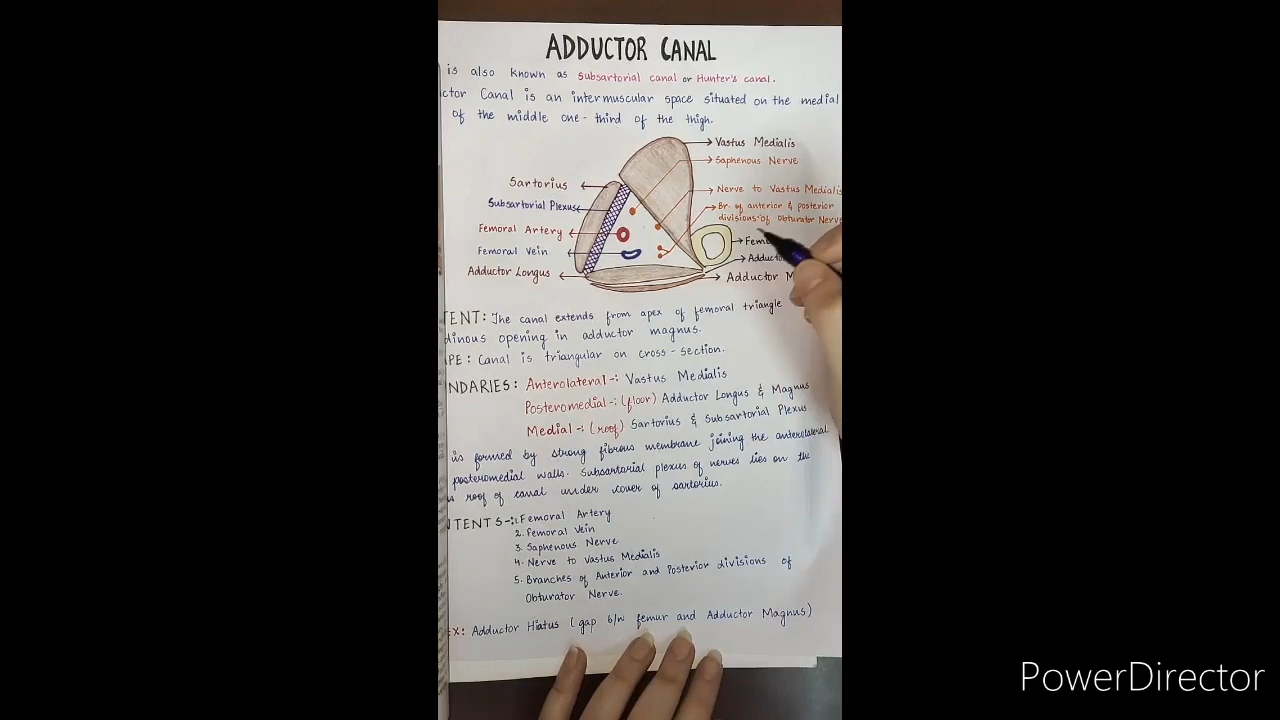 ADDUCTOR CANAL
is also known as Subsartorial canal or Hunter's canal.
ctor Canal is an intermuscular space situated on the medial
of the middle one-third of the thigh.
Vastus Medialis
Saphenous Nerve
Sartorius
Nerve to Vastus Medialis
Subsartorial Plexus
Br. of anterior & posterior
divisions of Obturator Nerve
Femoral Artery
Femoral Vein
Adductor Longus
Adductor M
TENT: The canal extends from apex of femoral triangle
dinous opening in adductor magnus.
PE: Canal is triangular on cross-section.
NDARIES: Anterolateral-: Vastus Medialis
Posteromedial-: (floor) Adductor Longus & Magnus
Medial-: (roof) Sartorius & Subsartorial Plexus.
is formed by strong fibrous membrane joining the anterolateral
posteromedial walls. Subsartarial plexus of nerves lies on the
roof of canal under cover of sartorius.
NTENTS-: 1. Femoral Artery
2. Femoral Vein
3. Saphenous Nerve
4. Nerve to Vastus Medialis
5. Branches of Anterior and Posterior divisions of
Obturator Nerve.
EX: Adductor Hiatus (gap b/w femur and Adductor Magnus)
PowerDirector